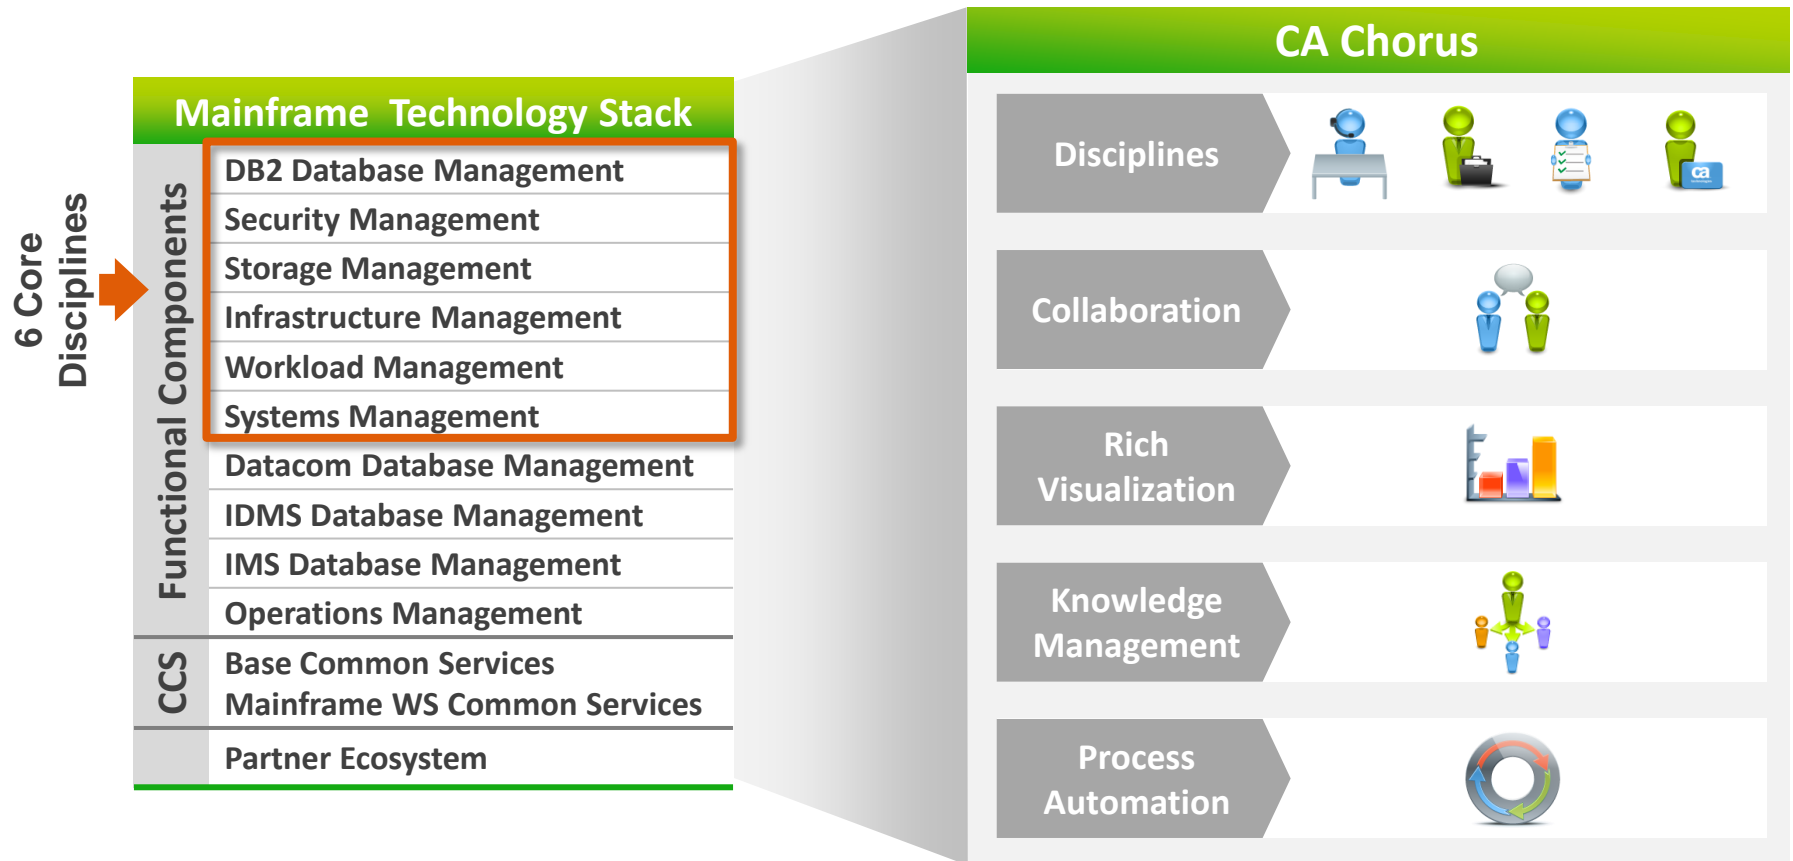 6 Core
Disciplines
Mainframe Technology Stack
Functional Components
DB2 Database Management
Security Management
Storage Management
Infrastructure Management
Workload Management
Systems Management
Datacom Database Management
IDMS Database Management
IMS Database Management
Operations Management
CCS
Base Common Services
Mainframe WS Common Services
Partner Ecosystem
CA Chorus
Disciplines
ca
Collaboration
Rich
Visualization
Knowledge
Management
Process
Automation